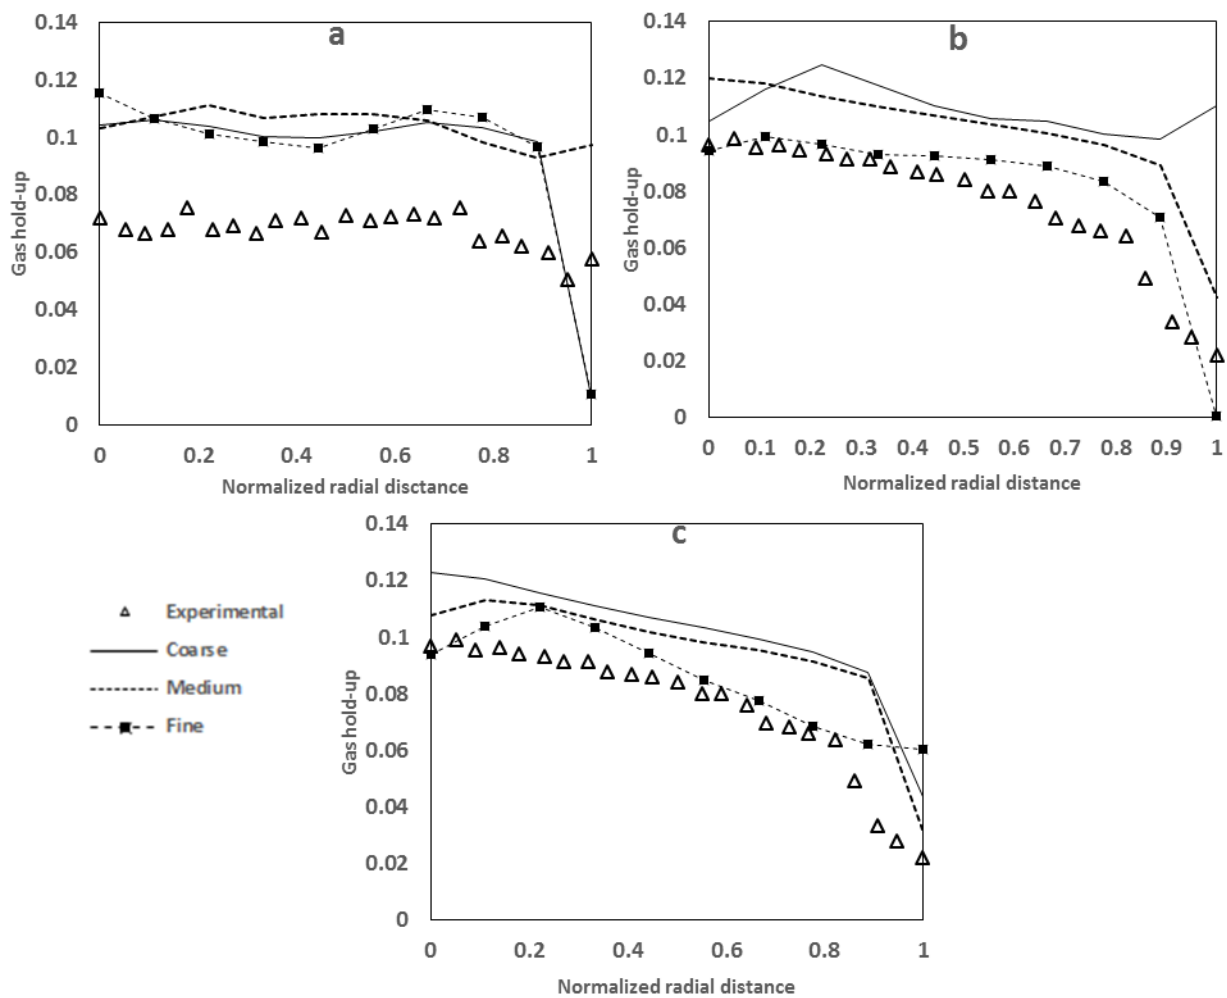 a
0.14
0.12
0.1
0.08
0.06
0.04
0.02
0
Gas hold-up
0 0.2 0.4 0.6 0.8 1
Normalized radial disctance
b
0.14
0.12
0.1
0.08
0.06
0.04
0.02
0
Gas hold-up
0 0.1 0.2 0.3 0.4 0.5 0.6 0.7 0.8 0.9 1
Normalized radial distance
Experimental
Coarse
Medium
Fine
c
0.14
0.12
0.1
0.08
0.06
0.04
0.02
0
Gas hold-up
0 0.2 0.4 0.6 0.8 1
Normalized radial distance